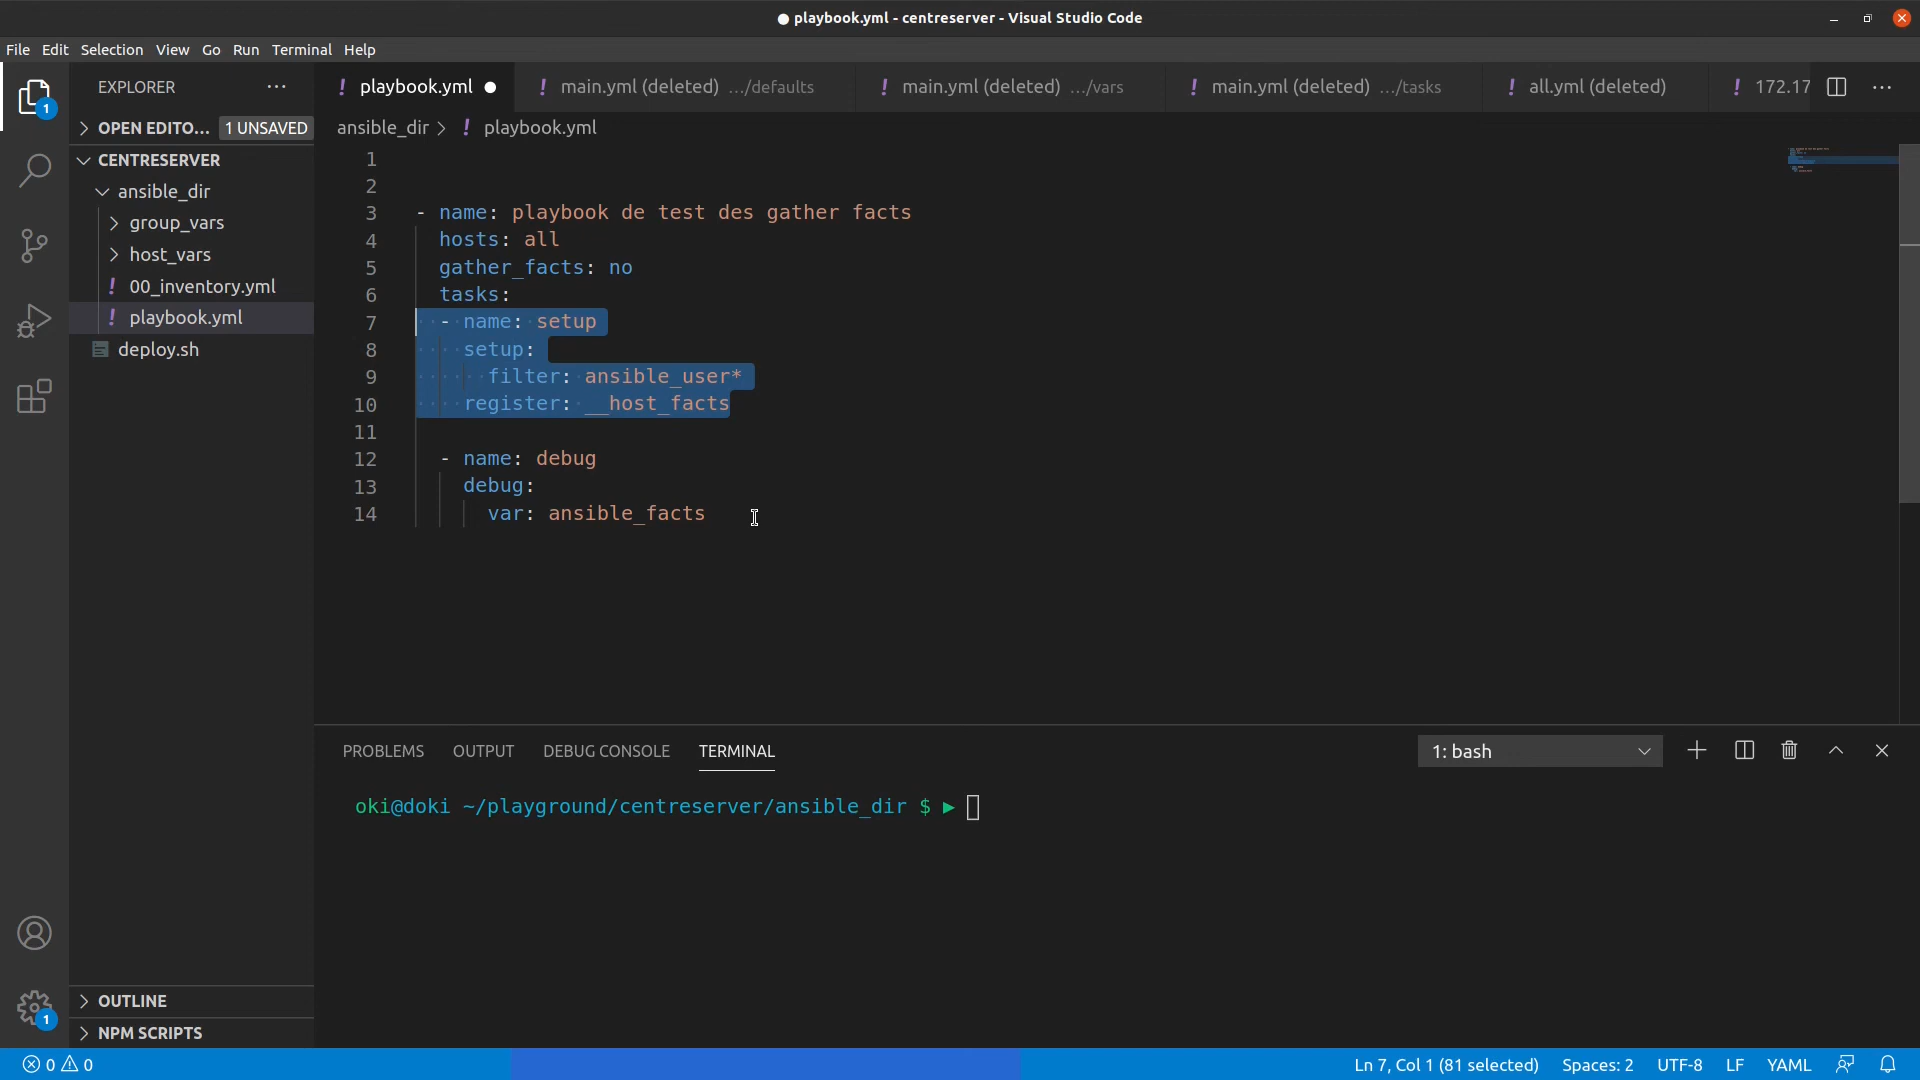 playbook.yml - centreserver - Visual Studio Code
File Edit Selection View Go Run Terminal Help
EXPLORER
playbook.yml
main.yml (deleted) .../defaults
main.yml (deleted) .../vars
main.yml (deleted) .../tasks
all.yml (deleted)
172.17
OPEN EDITO... 1 UNSAVED
CENTRESERVER
ansible_dir
group_vars
host_vars
00_inventory.yml
playbook.yml
deploy.sh
ansible_dir > playbook.yml
1
2
3 - name: playbook de test des gather facts
4 hosts: all
5 gather_facts: no
6 tasks:
7 - name: setup
8 setup:
9 filter: ansible_user*
10 register: __host_facts
11
12 - name: debug
13 debug:
14 var: ansible_facts
PROBLEMS OUTPUT DEBUG CONSOLE TERMINAL
1: bash
oki@doki ~/playground/centreserver/ansible_dir $ ▶
1
OUTLINE
NPM SCRIPTS
1
0 0
Ln 7, Col 1 (81 selected) Spaces: 2 UTF-8 LF YAML